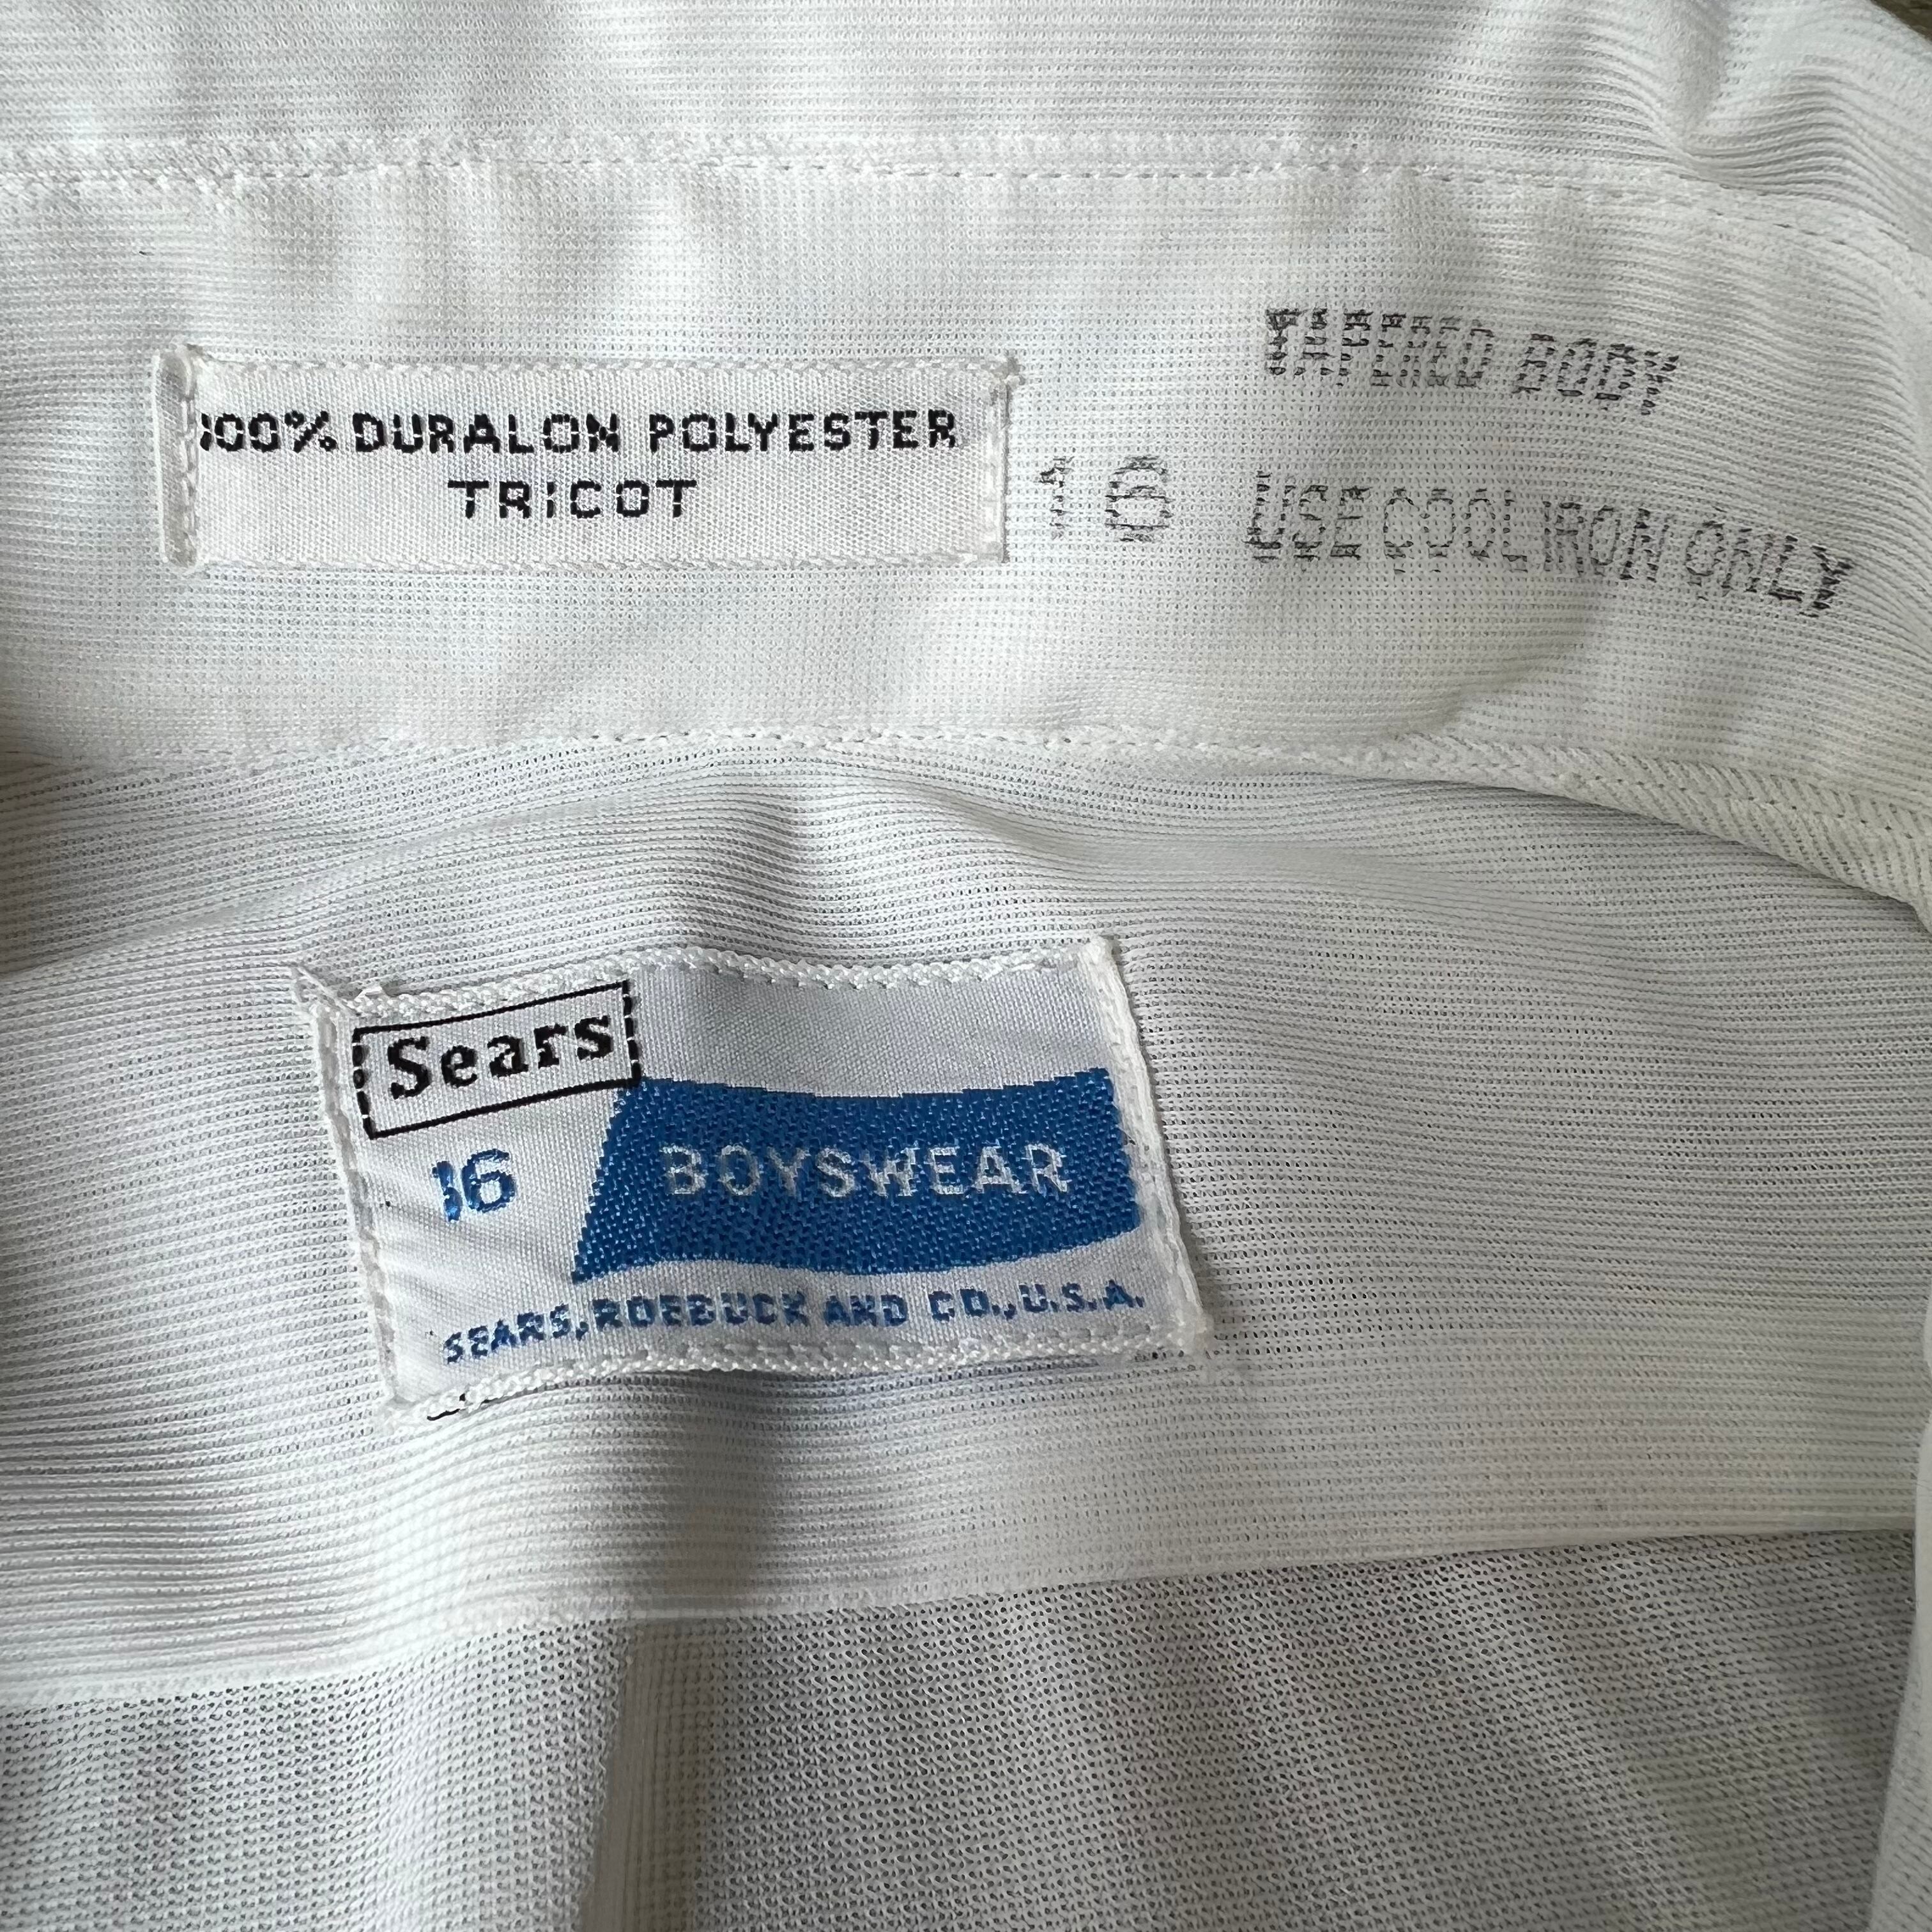 100% DURALON POLYESTER
TRICOT
16
TAPERED BODY
USE COOL IRON ONLY
Sears
16
BOYSWEAR
SEARS, ROEBUCK AND CO., U.S.A.